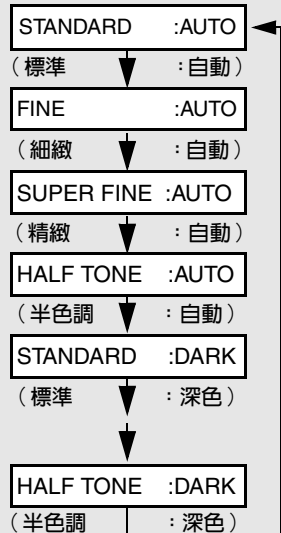 STANDARD :AUTO
（標準 ：自動）
FINE :AUTO
（細緻 ：自動）
SUPER FINE :AUTO
（精緻 ：自動）
HALF TONE :AUTO
（半色調 ：自動）
STANDARD :DARK
（標準 ：深色）
HALF TONE :DARK
（半色調 ：深色）